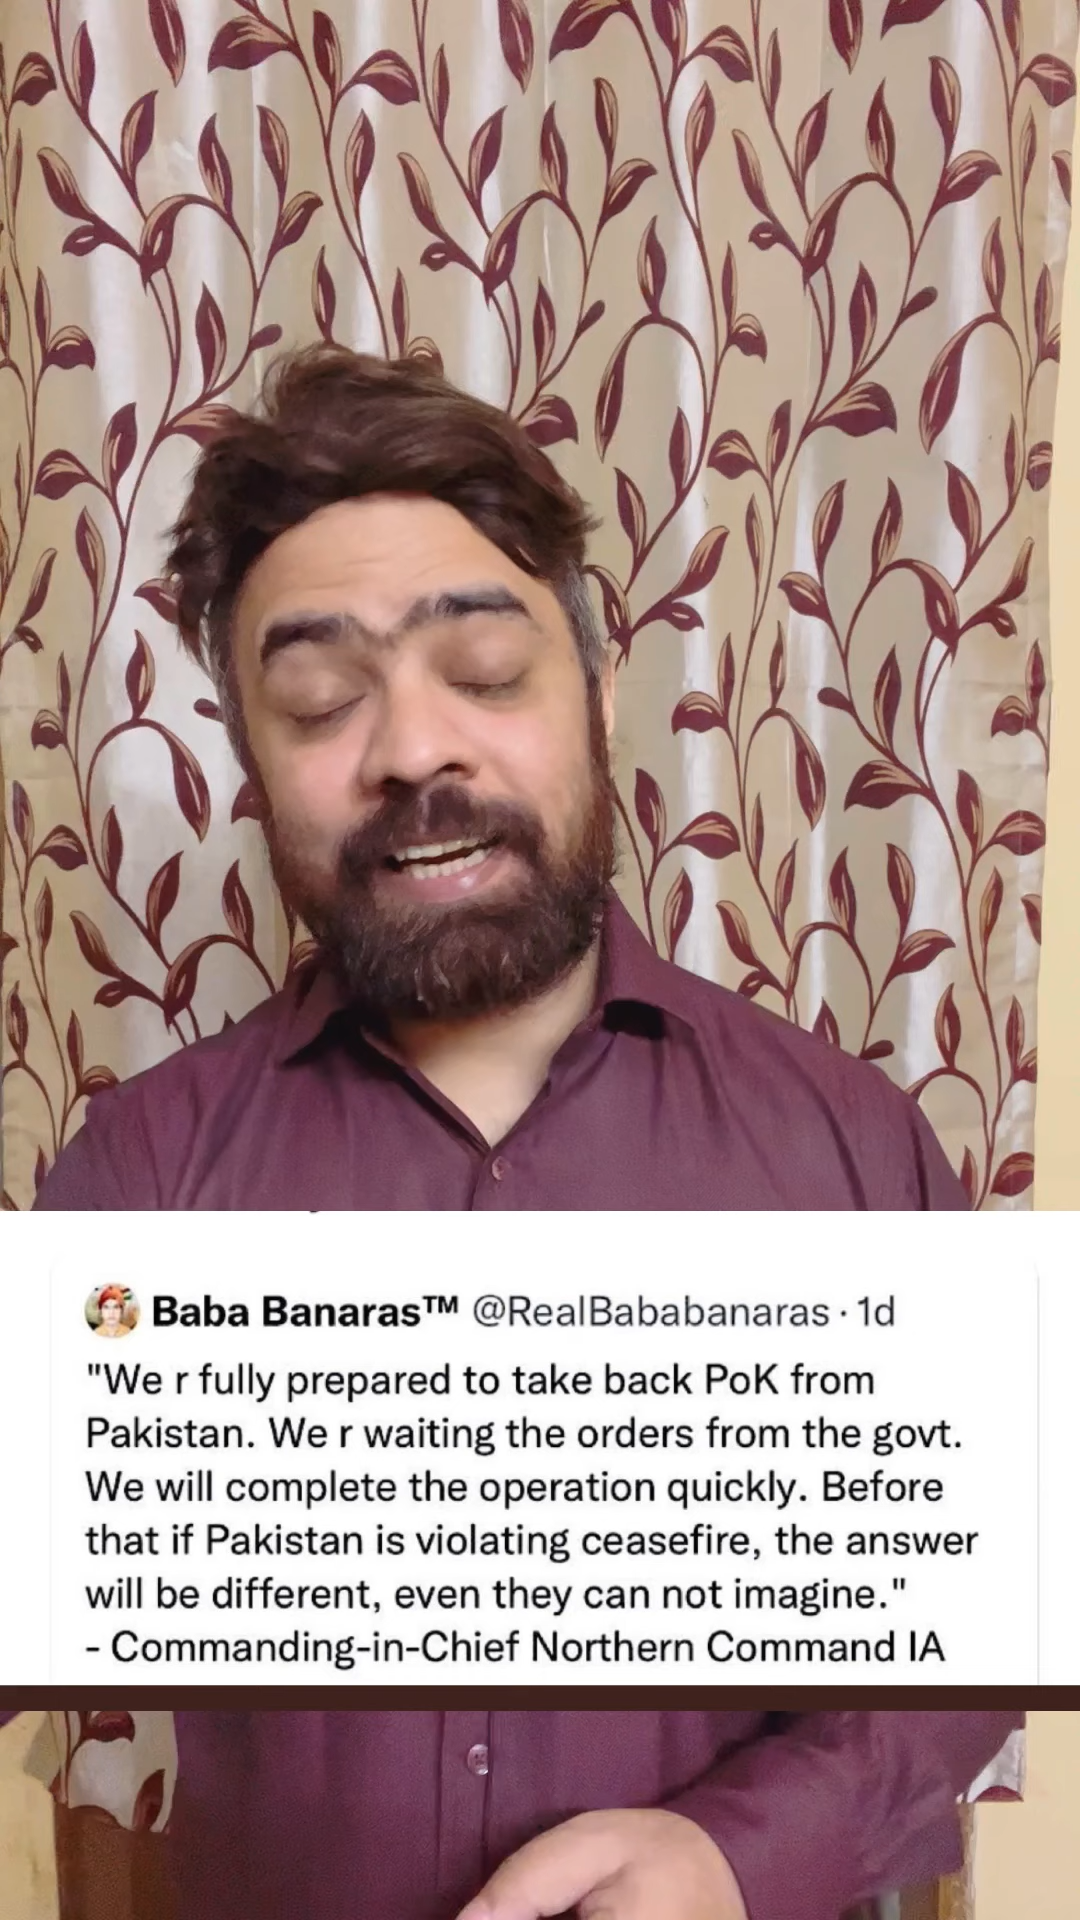 Baba Banaras™ @RealBababanaras · 1d
"We r fully prepared to take back PoK from
Pakistan. We r waiting the orders from the govt.
We will complete the operation quickly. Before
that if Pakistan is violating ceasefire, the answer
will be different, even they can not imagine."
- Commanding-in-Chief Northern Command IA